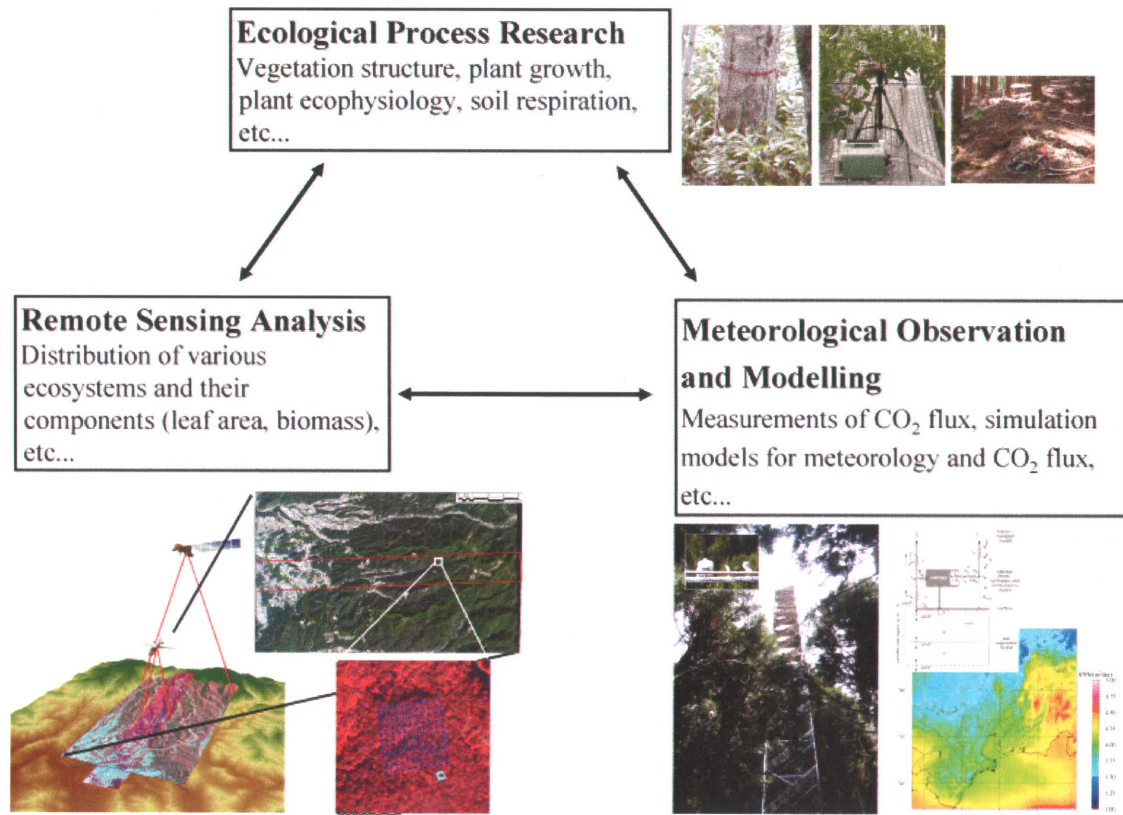 Ecological Process Research
Vegetation structure, plant growth,
plant ecophysiology, soil respiration,
etc...
Remote Sensing Analysis
Distribution of various
ecosystems and their
components (leaf area, biomass),
etc...
Meteorological Observation
and Modelling
Measurements of CO₂ flux, simulation
models for meteorology and CO₂ flux,
etc...